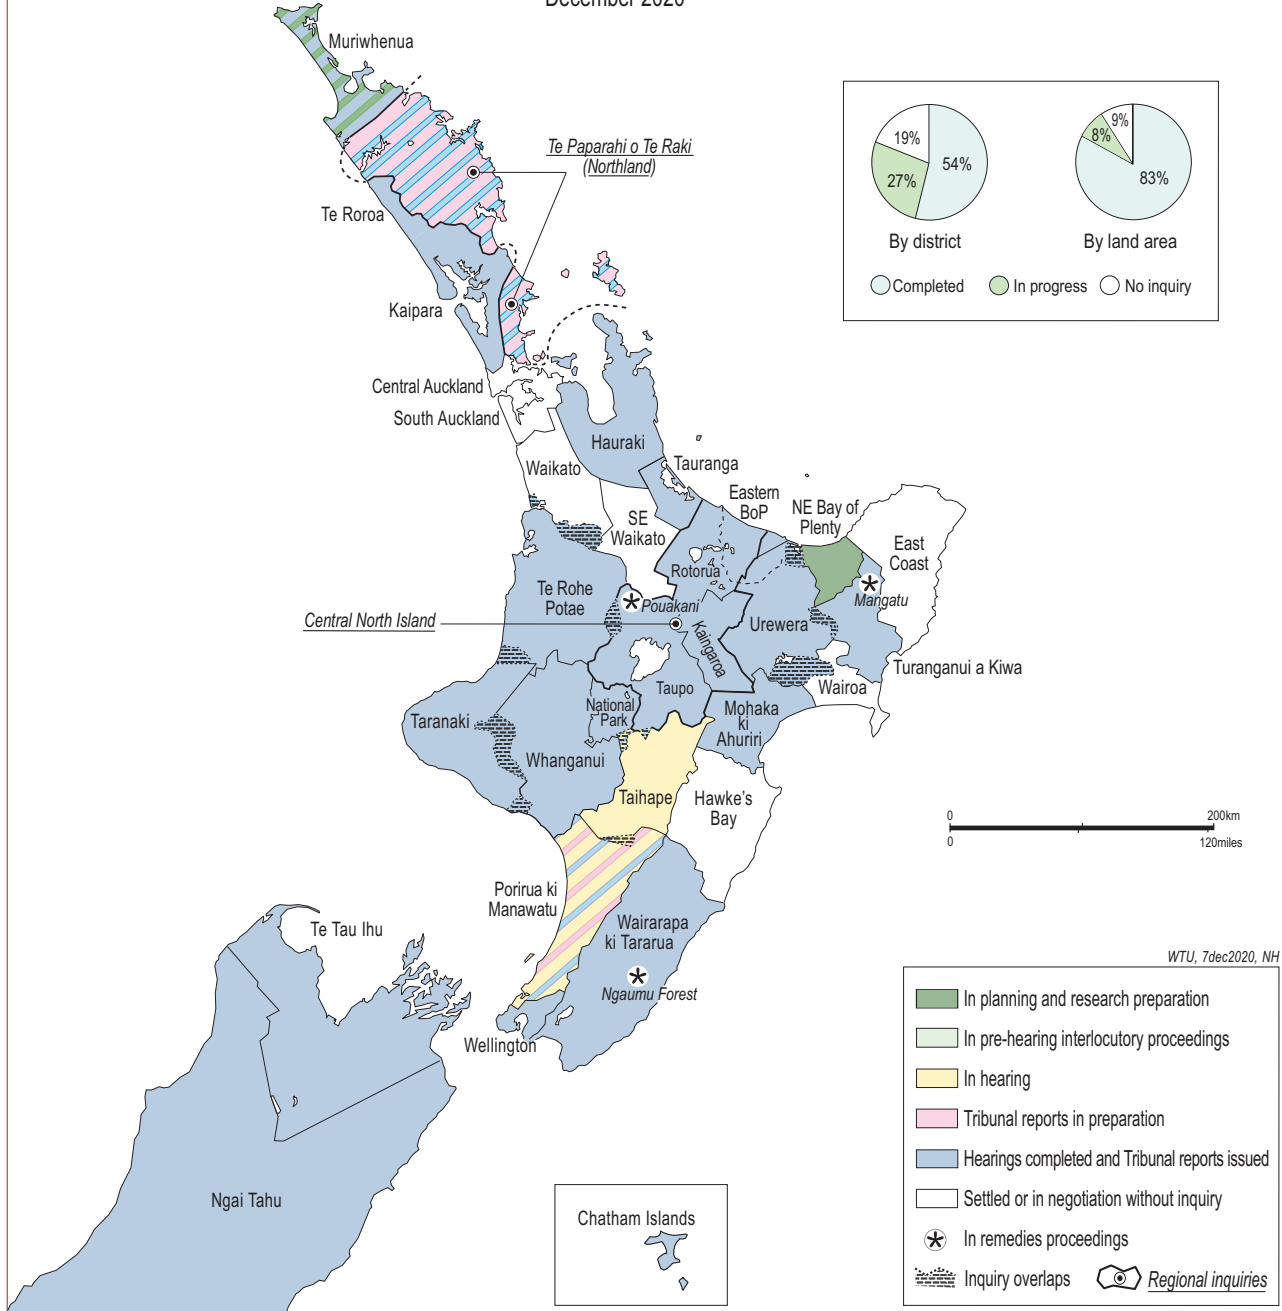 December 2020
Muriwhenua
Te Paparahi o Te Raki
(Northland)
Te Roroa
Kaipara
Central Auckland
South Auckland
Hauraki
Waikato
Tauranga
Eastern
BoP
NE Bay of
Plenty
SE
Waikato
East
Coast
Rotorua
Te Rohe
Potae
Pouakani
Mangatu
Central North Island
Kaingaroa
Urewera
Turanganui a Kiwa
Wairoa
Taupo
National
Park
Mohaka
ki
Ahuriri
Taranaki
Whanganui
Taihape
Hawke's
Bay
Porirua ki
Manawatu
Wairarapa
ki Tararua
Ngaumu Forest
Te Tau Ihu
Wellington
Ngai Tahu
Chatham Islands
19%
54%
27%
By district
9%
8%
83%
By land area
Completed
In progress
No inquiry
0
200km
0
120miles
WTU, 7dec2020, NH
In planning and research preparation
In pre-hearing interlocutory proceedings
In hearing
Tribunal reports in preparation
Hearings completed and Tribunal reports issued
Settled or in negotiation without inquiry
In remedies proceedings
Inquiry overlaps
Regional inquiries